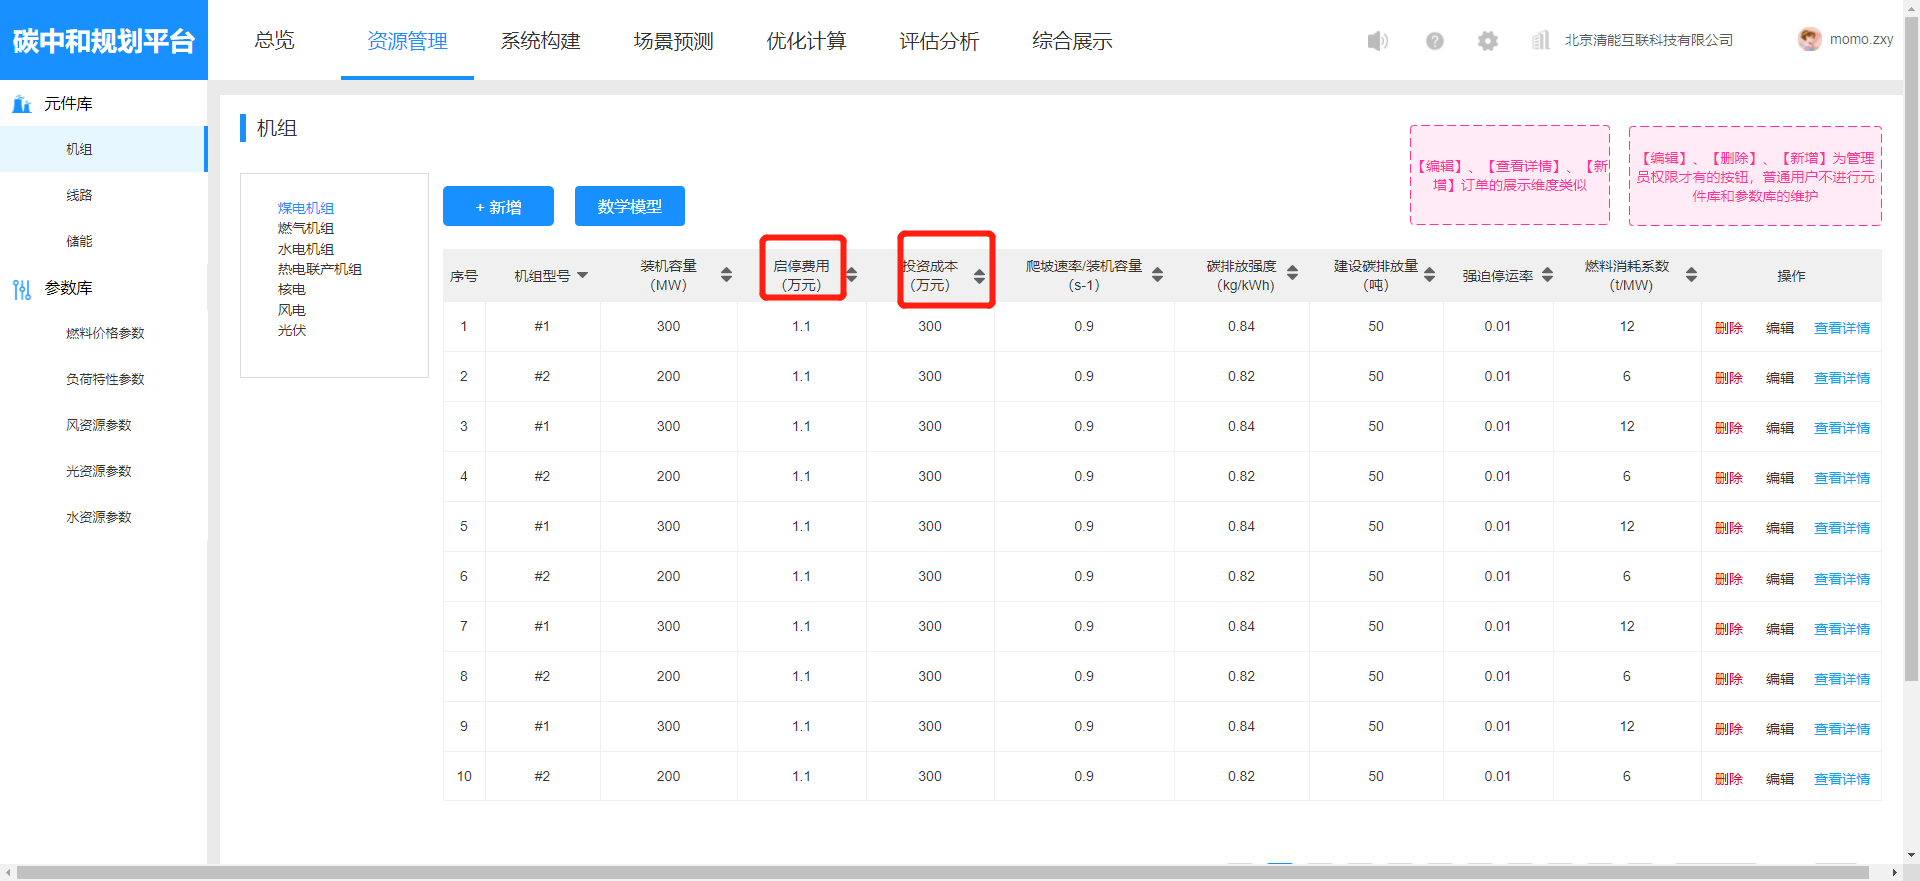 碳中和规划平台
总览
资源管理
系统构建
场景预测
优化计算
评估分析
综合展示
北京清能互联科技有限公司
momo.zxy
元件库
机组
线路
储能
参数库
燃料价格参数
负荷特性参数
风资源参数
光资源参数
水资源参数
机组
【编辑】、【查看详情】、【新
增】订单的展示维度类似
【编辑】、【删除】、【新增】为管理
员权限才有的按钮，普通用户不进行元
件库和参数库的维护
煤电机组
燃气机组
水电机组
热电联产机组
核电
风电
光伏
+ 新增
数学模型
序号 机组型号 装机容量 启停费用 投资成本 爬坡速率/装机容量 碳排放强度 建设碳排放量 强迫停运率 燃料消耗系数 操作
（MW） （万元） （万元） （s-1） (kg/kWh) （吨） (t/MW)
1 #1 300 1.1 300 0.9 0.84 50 0.01 12 删除 编辑 查看详情
2 #2 200 1.1 300 0.9 0.82 50 0.01 6 删除 编辑 查看详情
3 #1 300 1.1 300 0.9 0.84 50 0.01 12 删除 编辑 查看详情
4 #2 200 1.1 300 0.9 0.82 50 0.01 6 删除 编辑 查看详情
5 #1 300 1.1 300 0.9 0.84 50 0.01 12 删除 编辑 查看详情
6 #2 200 1.1 300 0.9 0.82 50 0.01 6 删除 编辑 查看详情
7 #1 300 1.1 300 0.9 0.84 50 0.01 12 删除 编辑 查看详情
8 #2 200 1.1 300 0.9 0.82 50 0.01 6 删除 编辑 查看详情
9 #1 300 1.1 300 0.9 0.84 50 0.01 12 删除 编辑 查看详情
10 #2 200 1.1 300 0.9 0.82 50 0.01 6 删除 编辑 查看详情